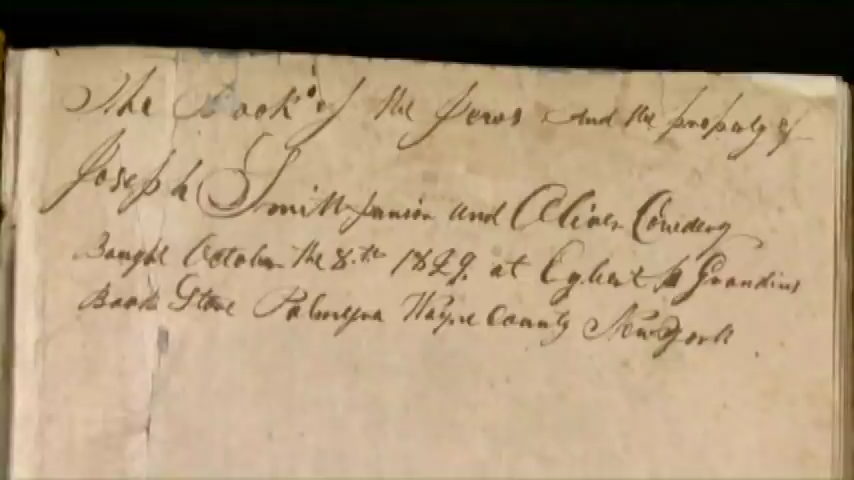 The Book of the Jews and the property of
Joseph Smith Junior and Oliver Cowdery
Bought October the 8th 1829 at Egbert B Grandins
Book Store Palmyra Wayne County New York